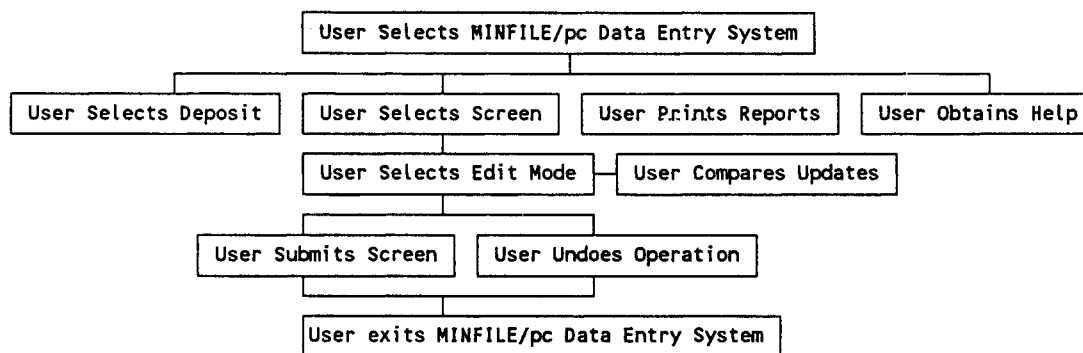 User Selects MINFILE/pc Data Entry System
User Selects Deposit
User Selects Screen
User Prints Reports
User Obtains Help
User Selects Edit Mode
User Compares Updates
User Submits Screen
User Undoes Operation
User exits MINFILE/pc Data Entry System